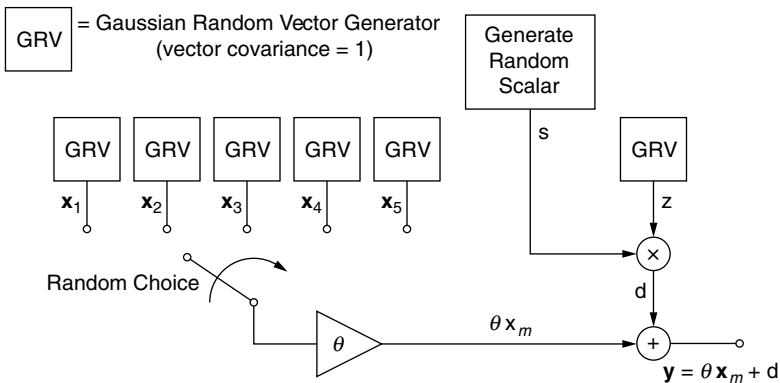 GRV = Gaussian Random Vector Generator
(vector covariance = 1)
Generate
Random
Scalar
GRV GRV GRV GRV GRV GRV
s
x₁ x₂ x₃ x₄ x₅
z
×
Random Choice
d
θ
θ xₘ
+
y = θ xₘ + d